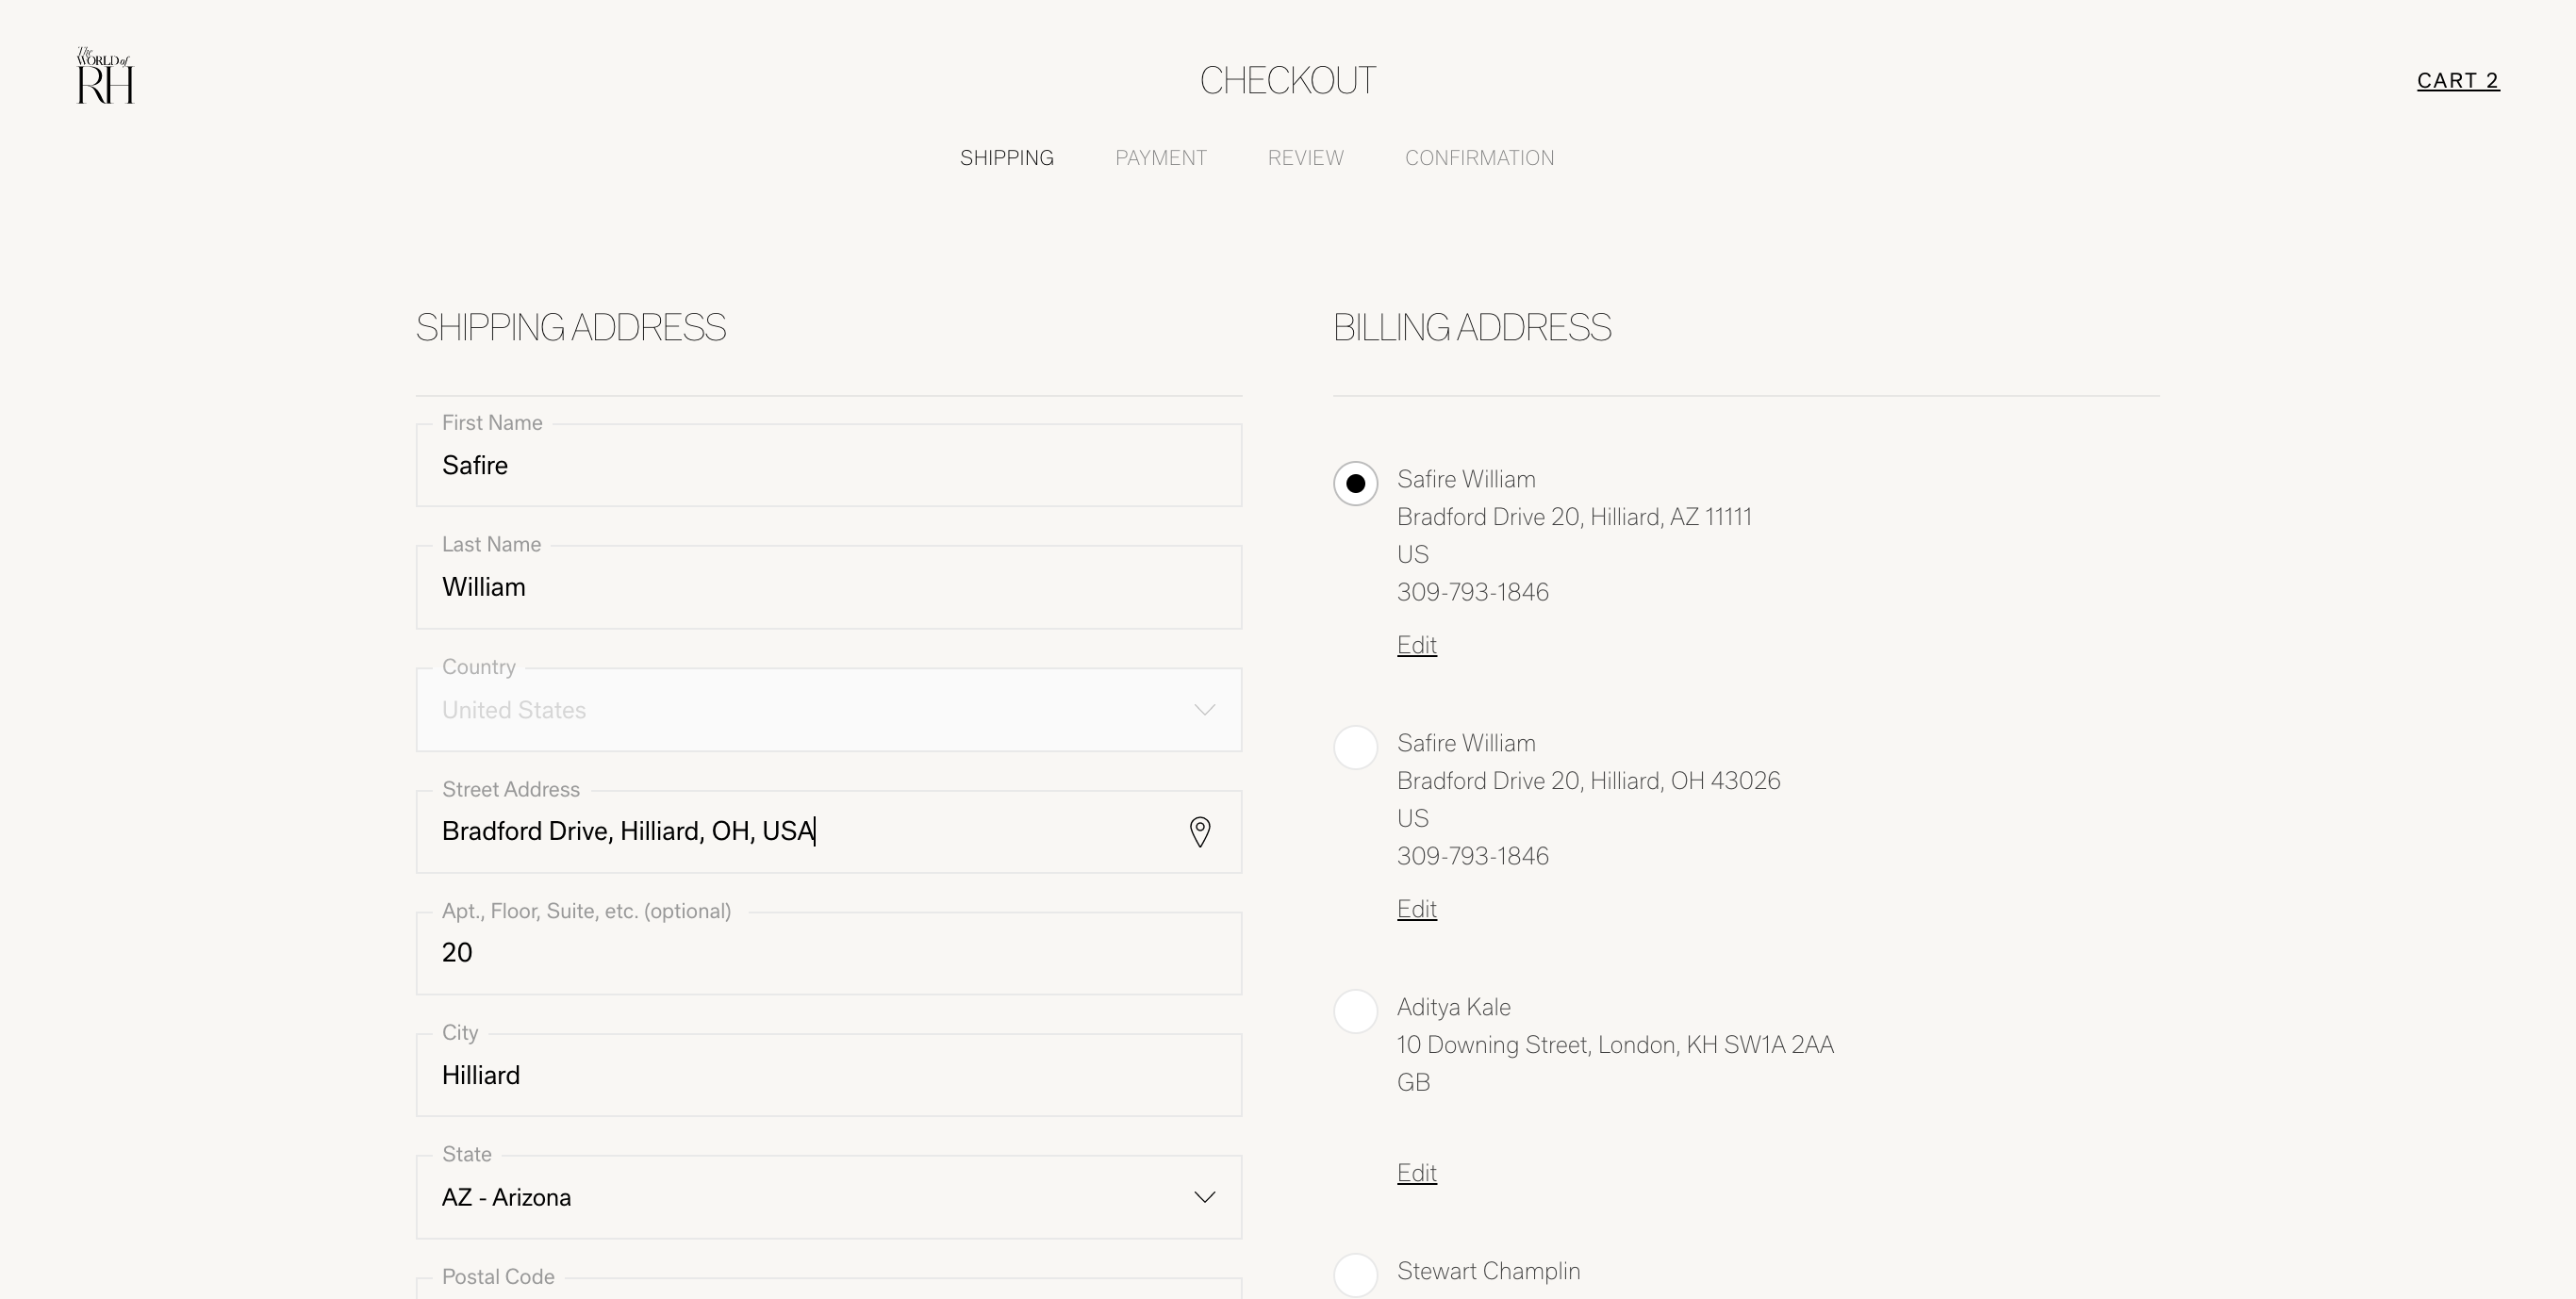 The
WORLD of
RH
CHECKOUT
CART 2
SHIPPING PAYMENT REVIEW CONFIRMATION
SHIPPING ADDRESS
First Name
Safire
Last Name
William
Country
United States
Street Address
Bradford Drive, Hilliard, OH, USA
Apt., Floor, Suite, etc. (optional)
20
City
Hilliard
State
AZ - Arizona
Postal Code
BILLING ADDRESS
Safire William
Bradford Drive 20, Hilliard, AZ 11111
US
309-793-1846
Edit
Safire William
Bradford Drive 20, Hilliard, OH 43026
US
309-793-1846
Edit
Aditya Kale
10 Downing Street, London, KH SW1A 2AA
GB
Edit
Stewart Champlin